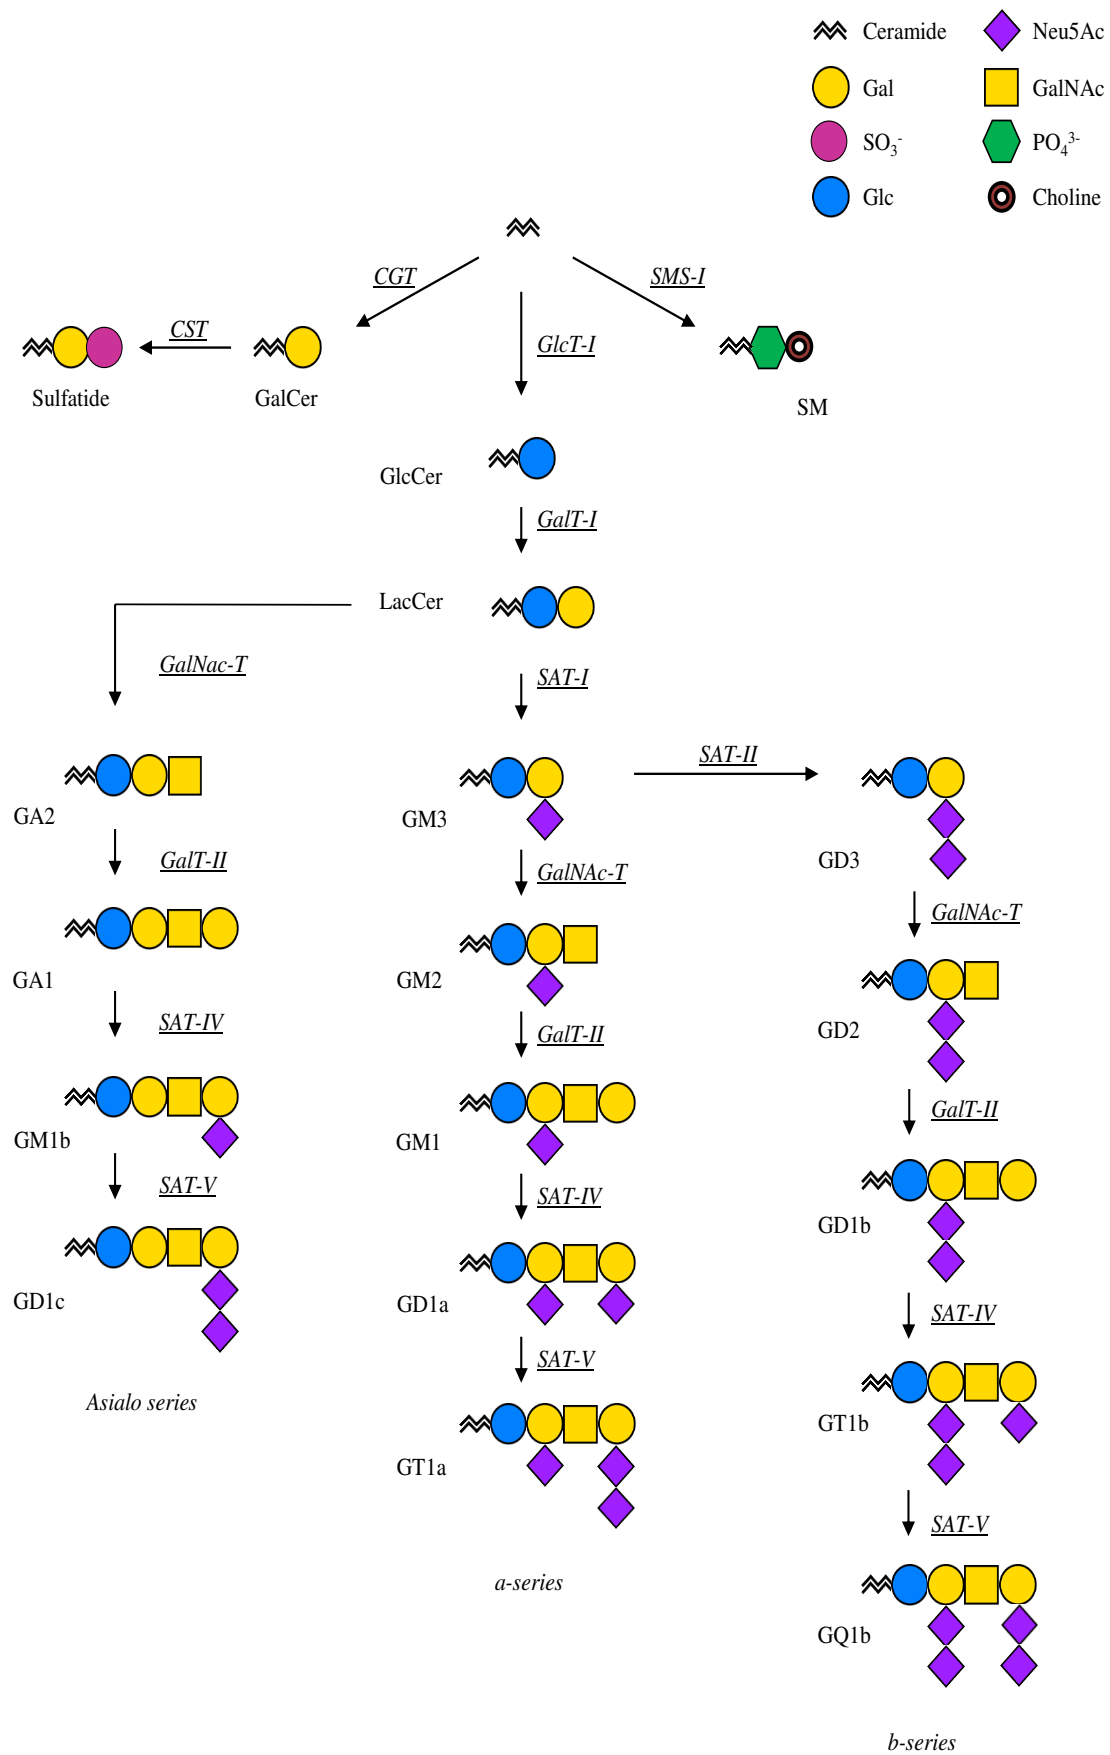 Ceramide
Neu5Ac
Gal
GalNAc
SO₃⁻
PO₄³⁻
Glc
Choline
CGT
SMS-I
CST
GlcT-I
Sulfatide
GalCer
SM
GlcCer
GalT-I
LacCer
GalNac-T
SAT-I
SAT-II
GA2
GM3
GD3
GalT-II
GalNAc-T
GalNAc-T
GA1
GM2
GD2
SAT-IV
GalT-II
GalT-II
GM1b
GM1
GD1b
SAT-V
SAT-IV
SAT-IV
GD1c
GD1a
GT1b
SAT-V
SAT-V
Asialo series
GT1a
GQ1b
a-series
b-series